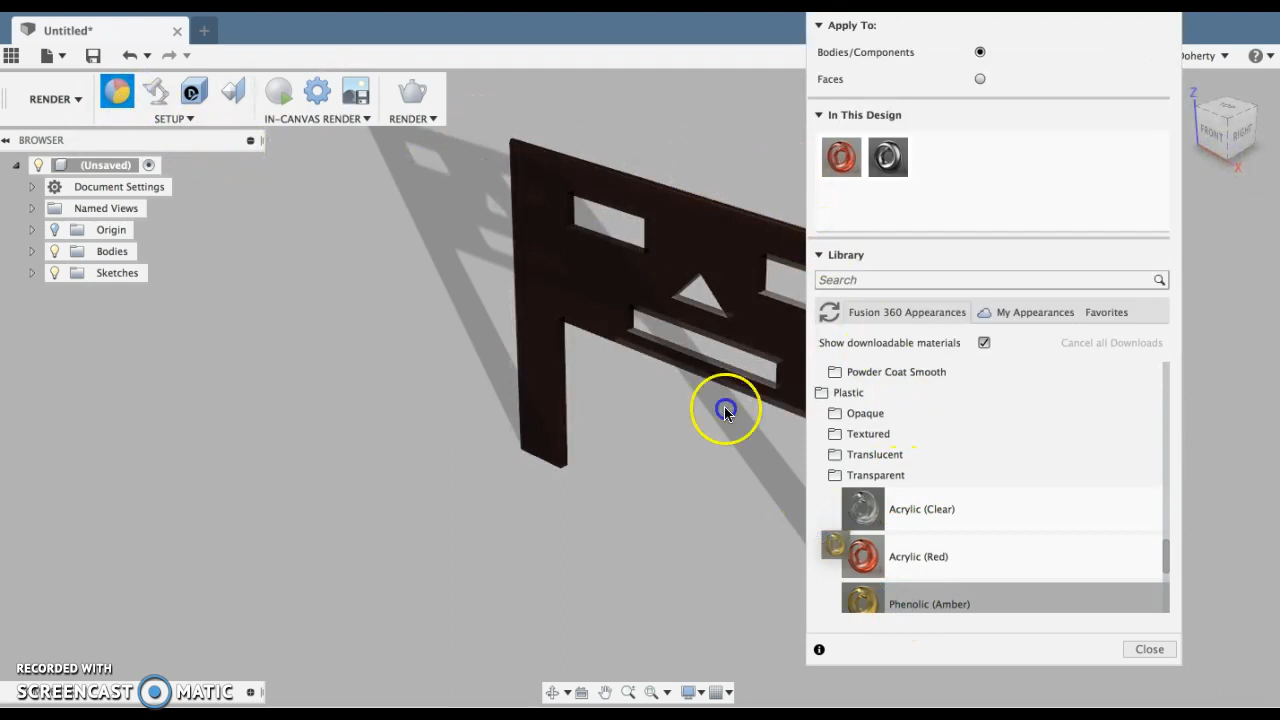 Untitled*
Apply To:
Bodies/Components
Faces
Doherty
RENDER
SETUP
IN-CANVAS RENDER
RENDER
BROWSER
(Unsaved)
Document Settings
Named Views
Origin
Bodies
Sketches
In This Design
Library
Search
Fusion 360 Appearances
My Appearances
Favorites
Show downloadable materials
Cancel all Downloads
Powder Coat Smooth
Plastic
Opaque
Textured
Translucent
Transparent
Acrylic (Clear)
Acrylic (Red)
Phenolic (Amber)
Close
Z
TOP
FRONT
RIGHT
X
RECORDED WITH
SCREENCAST MATIC